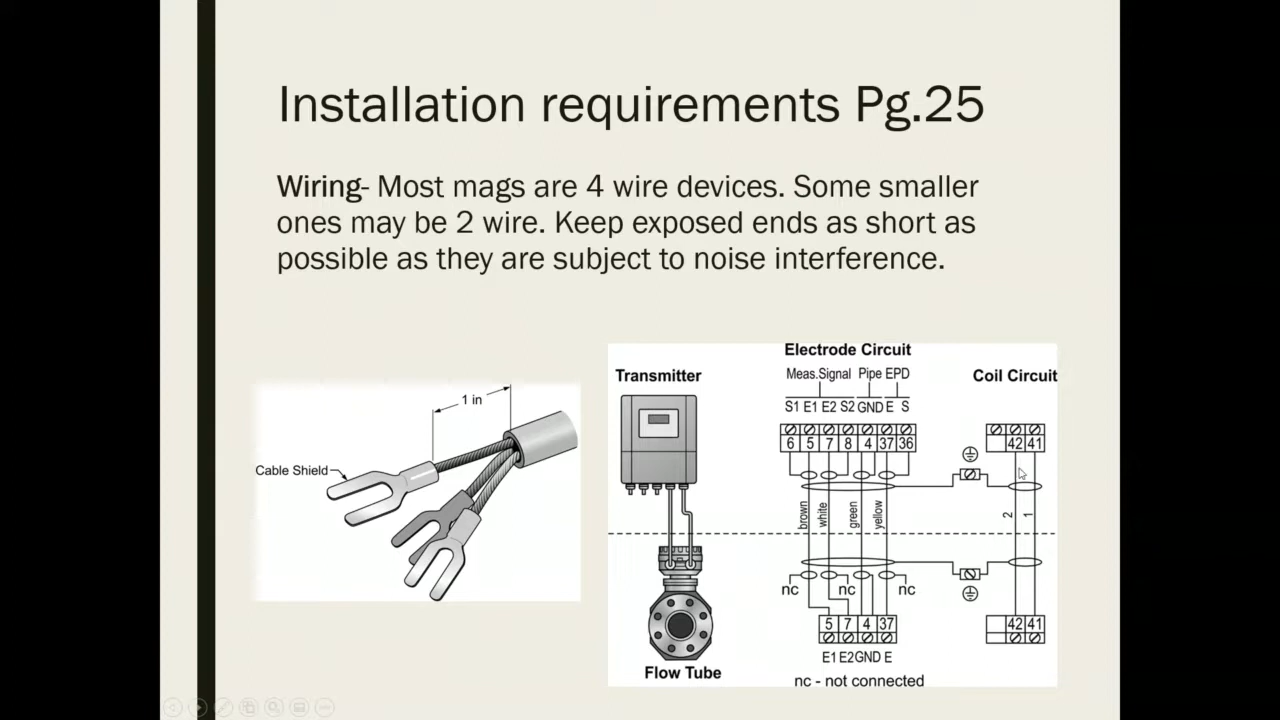 Installation requirements Pg.25
Wiring- Most mags are 4 wire devices. Some smaller
ones may be 2 wire. Keep exposed ends as short as
possible as they are subject to noise interference.
1 in
Cable Shield
Transmitter
Flow Tube
Electrode Circuit
Meas.Signal Pipe EPD
S1 E1 E2 S2 GND E S
6 5 7 8 4 37 36
brown white green yellow
nc nc nc
5 7 4 37
E1 E2 GND E
nc - not connected
Coil Circuit
42 41
2 1
42 41